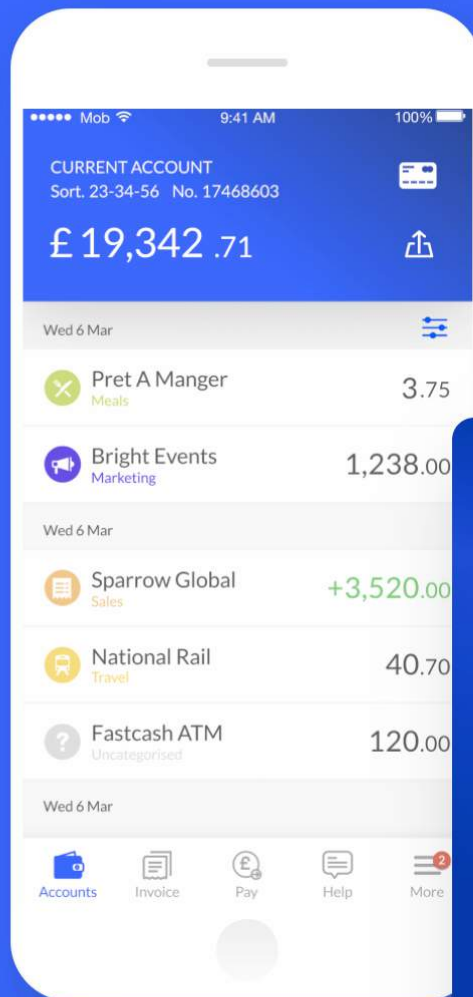 Mob 9:41 AM 100%
CURRENT ACCOUNT
Sort. 23-34-56 No. 17468603
£19,342.71
Wed 6 Mar
Pret A Manger 3.75
Meals
Bright Events 1,238.00
Marketing
Wed 6 Mar
Sparrow Global +3,520.00
Sales
National Rail 40.70
Travel
? Fastcash ATM 120.00
Uncategorised
Wed 6 Mar
£ 2
Accounts Invoice Pay Help More